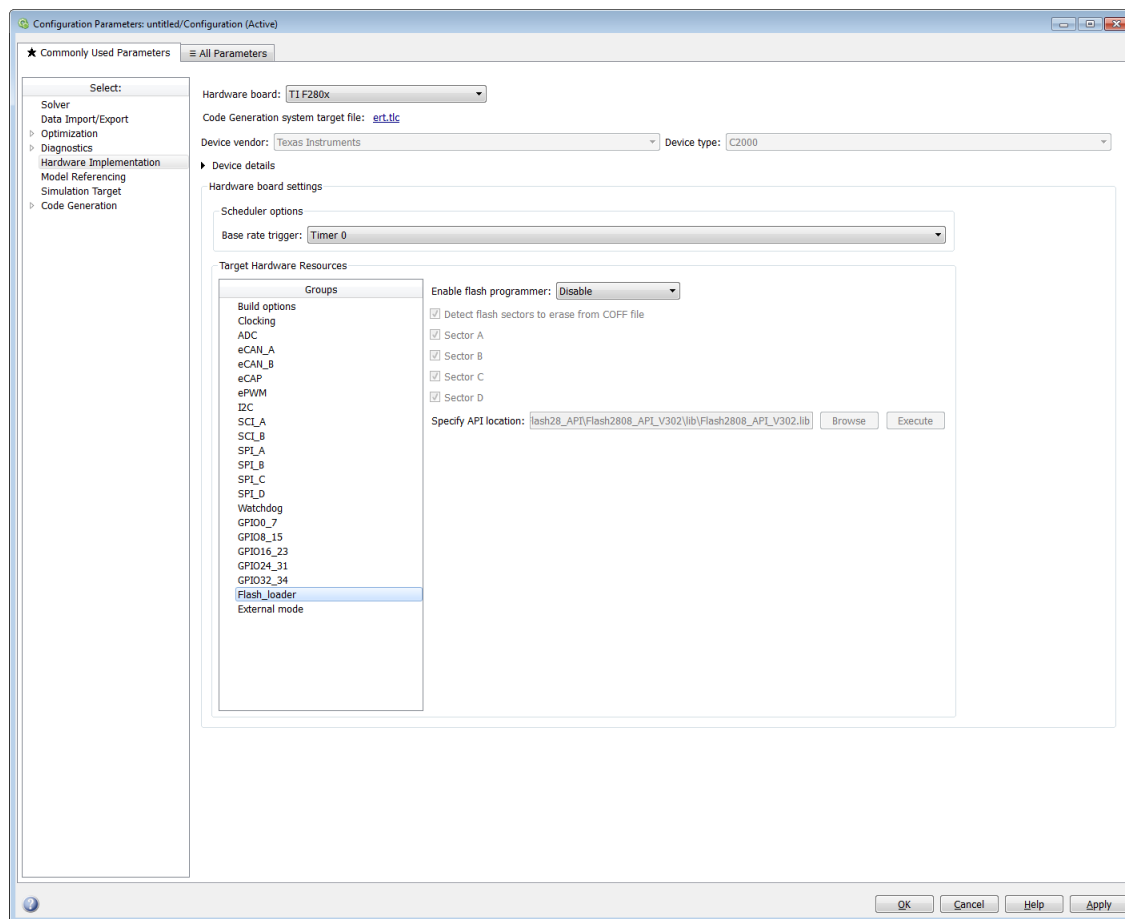 Configuration Parameters: untitled/Configuration (Active)
★ Commonly Used Parameters
≡ All Parameters
Select:
Solver
Data Import/Export
Optimization
Diagnostics
Hardware Implementation
Model Referencing
Simulation Target
Code Generation
Hardware board: TI F280x
Code Generation system target file: ert.tlc
Device vendor: Texas Instruments Device type: C2000
Device details
Hardware board settings
Scheduler options
Base rate trigger: Timer 0
Target Hardware Resources
Groups
Build options
Clocking
ADC
eCAN_A
eCAN_B
eCAP
ePWM
I2C
SCI_A
SCI_B
SPI_A
SPI_B
SPI_C
SPI_D
Watchdog
GPIO0_7
GPIO8_15
GPIO16_23
GPIO24_31
GPIO32_34
Flash_loader
External mode
Enable flash programmer: Disable
Detect flash sectors to erase from COFF file
Sector A
Sector B
Sector C
Sector D
Specify API location: lash28_API\Flash2808_API_V302\lib\Flash2808_API_V302.lib Browse Execute
OK Cancel Help Apply